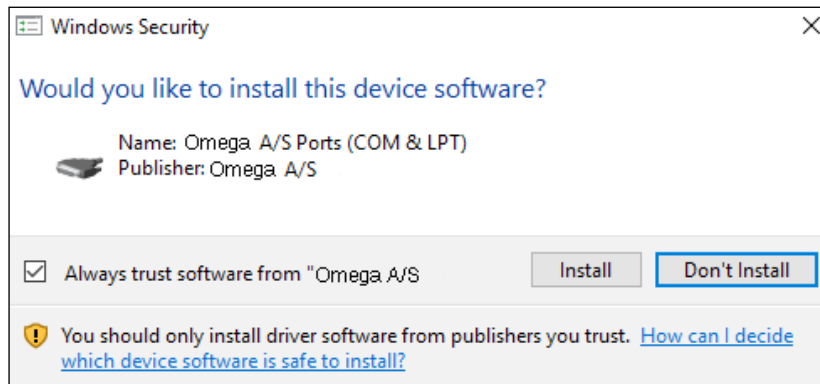 Windows Security
Would you like to install this device software?
Name: Omega A/S Ports (COM & LPT)
Publisher: Omega A/S
Always trust software from "Omega A/S
Install
Don't Install
You should only install driver software from publishers you trust. How can I decide
which device software is safe to install?